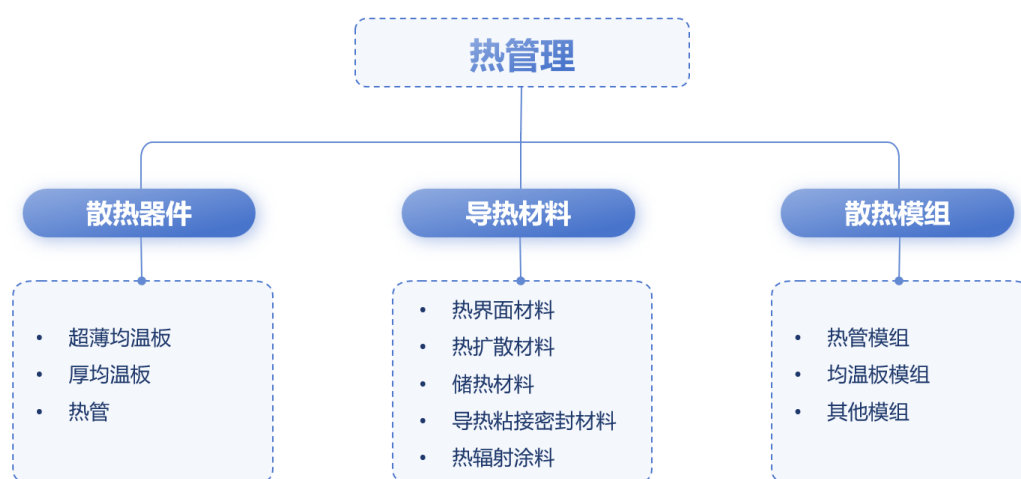 热管理
散热器件
导热材料
散热模组
• 超薄均温板
• 厚均温板
• 热管
• 热界面材料
• 热扩散材料
• 储热材料
• 导热粘接密封材料
• 热辐射涂料
• 热管模组
• 均温板模组
• 其他模组